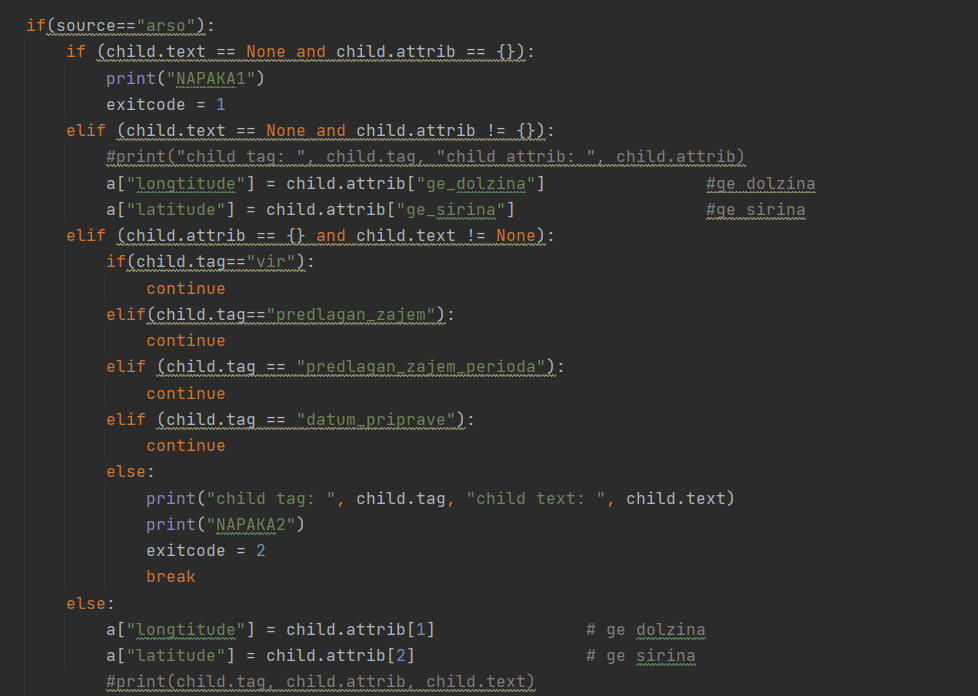 if(source=="arso"):
    if (child.text == None and child.attrib == {}):
        print("NAPAKA1")
        exitcode = 1
    elif (child.text == None and child.attrib != {}):
        #print("child tag: ", child.tag, "child attrib: ", child.attrib)
        a["longtitude"] = child.attrib["ge_dolzina"]                #ge dolzina
        a["latitude"] = child.attrib["ge_sirina"]                   #ge sirina
    elif (child.attrib == {} and child.text != None):
        if(child.tag=="vir"):
            continue
        elif(child.tag=="predlagan_zajem"):
            continue
        elif (child.tag == "predlagan_zajem_perioda"):
            continue
        elif (child.tag == "datum_priprave"):
            continue
        else:
            print("child tag: ", child.tag, "child text: ", child.text)
            print("NAPAKA2")
            exitcode = 2
            break
    else:
        a["longtitude"] = child.attrib[1]               # ge dolzina
        a["latitude"] = child.attrib[2]                 # ge sirina
        #print(child.tag, child.attrib, child.text)